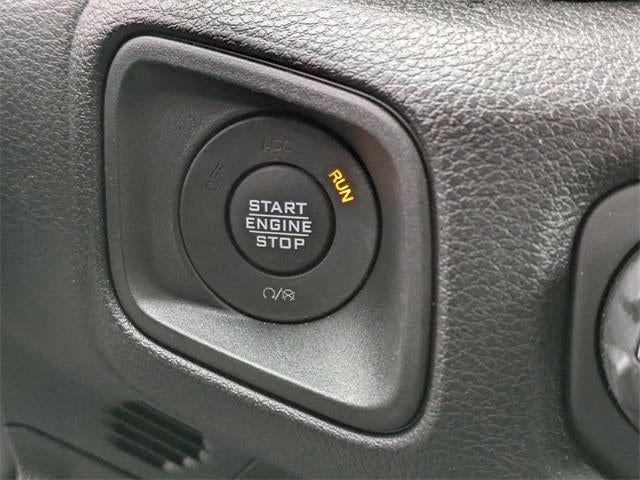 ACC
OFF
RUN
START
ENGINE
STOP